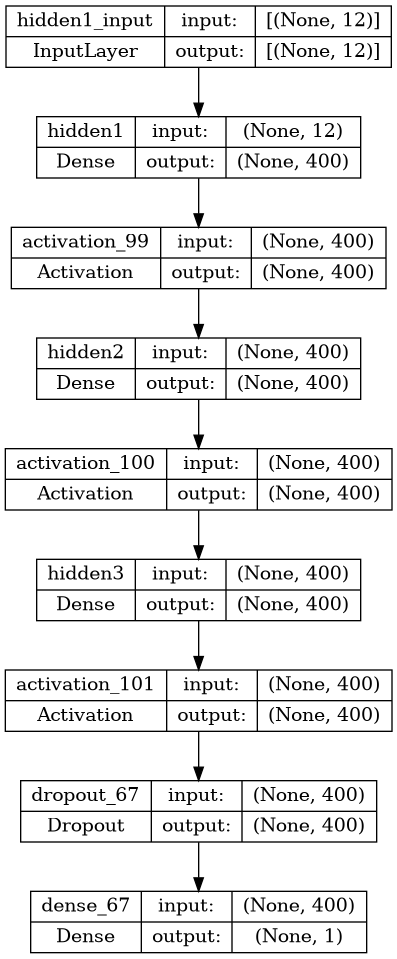 hidden1_input input: [(None, 12)]
InputLayer output: [(None, 12)]
hidden1 input: (None, 12)
Dense output: (None, 400)
activation_99 input: (None, 400)
Activation output: (None, 400)
hidden2 input: (None, 400)
Dense output: (None, 400)
activation_100 input: (None, 400)
Activation output: (None, 400)
hidden3 input: (None, 400)
Dense output: (None, 400)
activation_101 input: (None, 400)
Activation output: (None, 400)
dropout_67 input: (None, 400)
Dropout output: (None, 400)
dense_67 input: (None, 400)
Dense output: (None, 1)